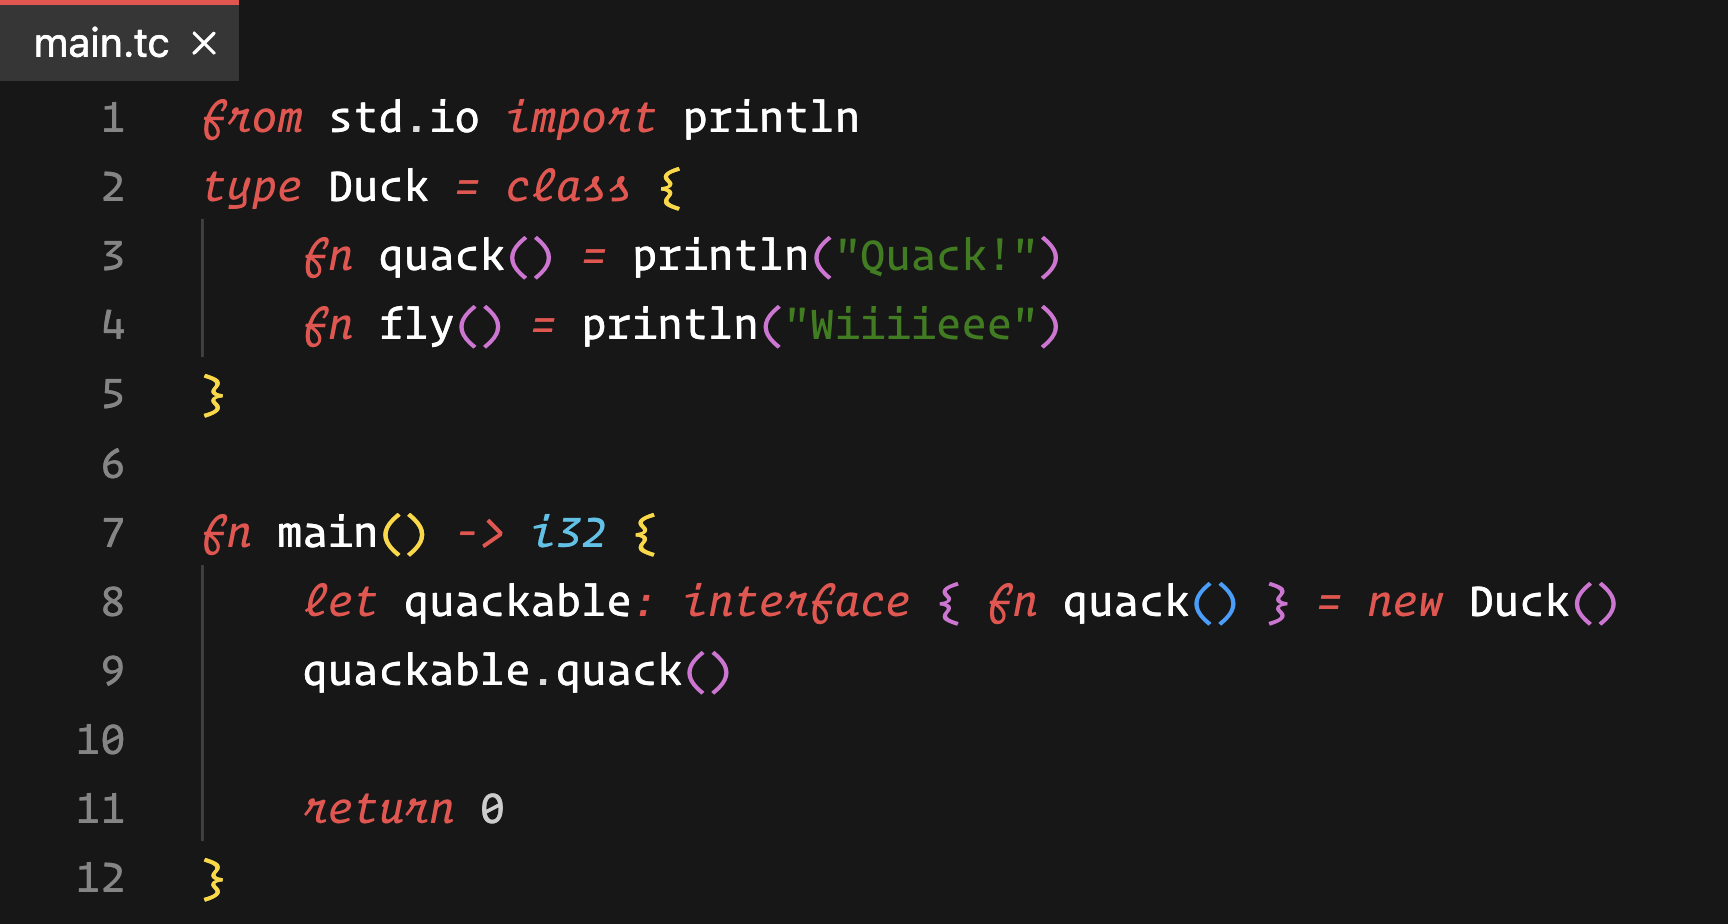 main.tc ×
1 from std.io import println
2 type Duck = class {
3     fn quack() = println("Quack!")
4     fn fly() = println("Wiiiieee")
5 }
6
7 fn main() -> i32 {
8     let quackable: interface { fn quack() } = new Duck()
9     quackable.quack()
10
11     return 0
12 }